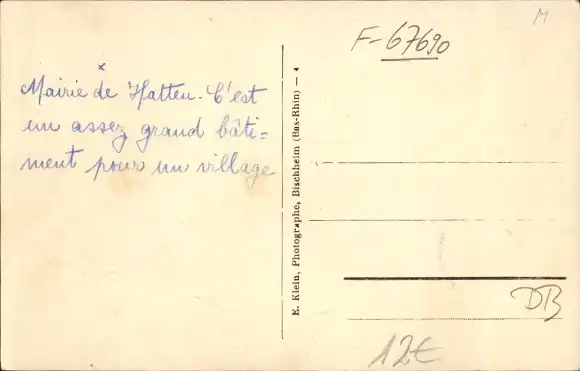 x
Mairie de Hatten. C'est
un assez grand bâti=
ment pour un village
E. Klein, Photographe, Bischheim (Bas-Rhin) — 4
M
F-67690
DB
12€